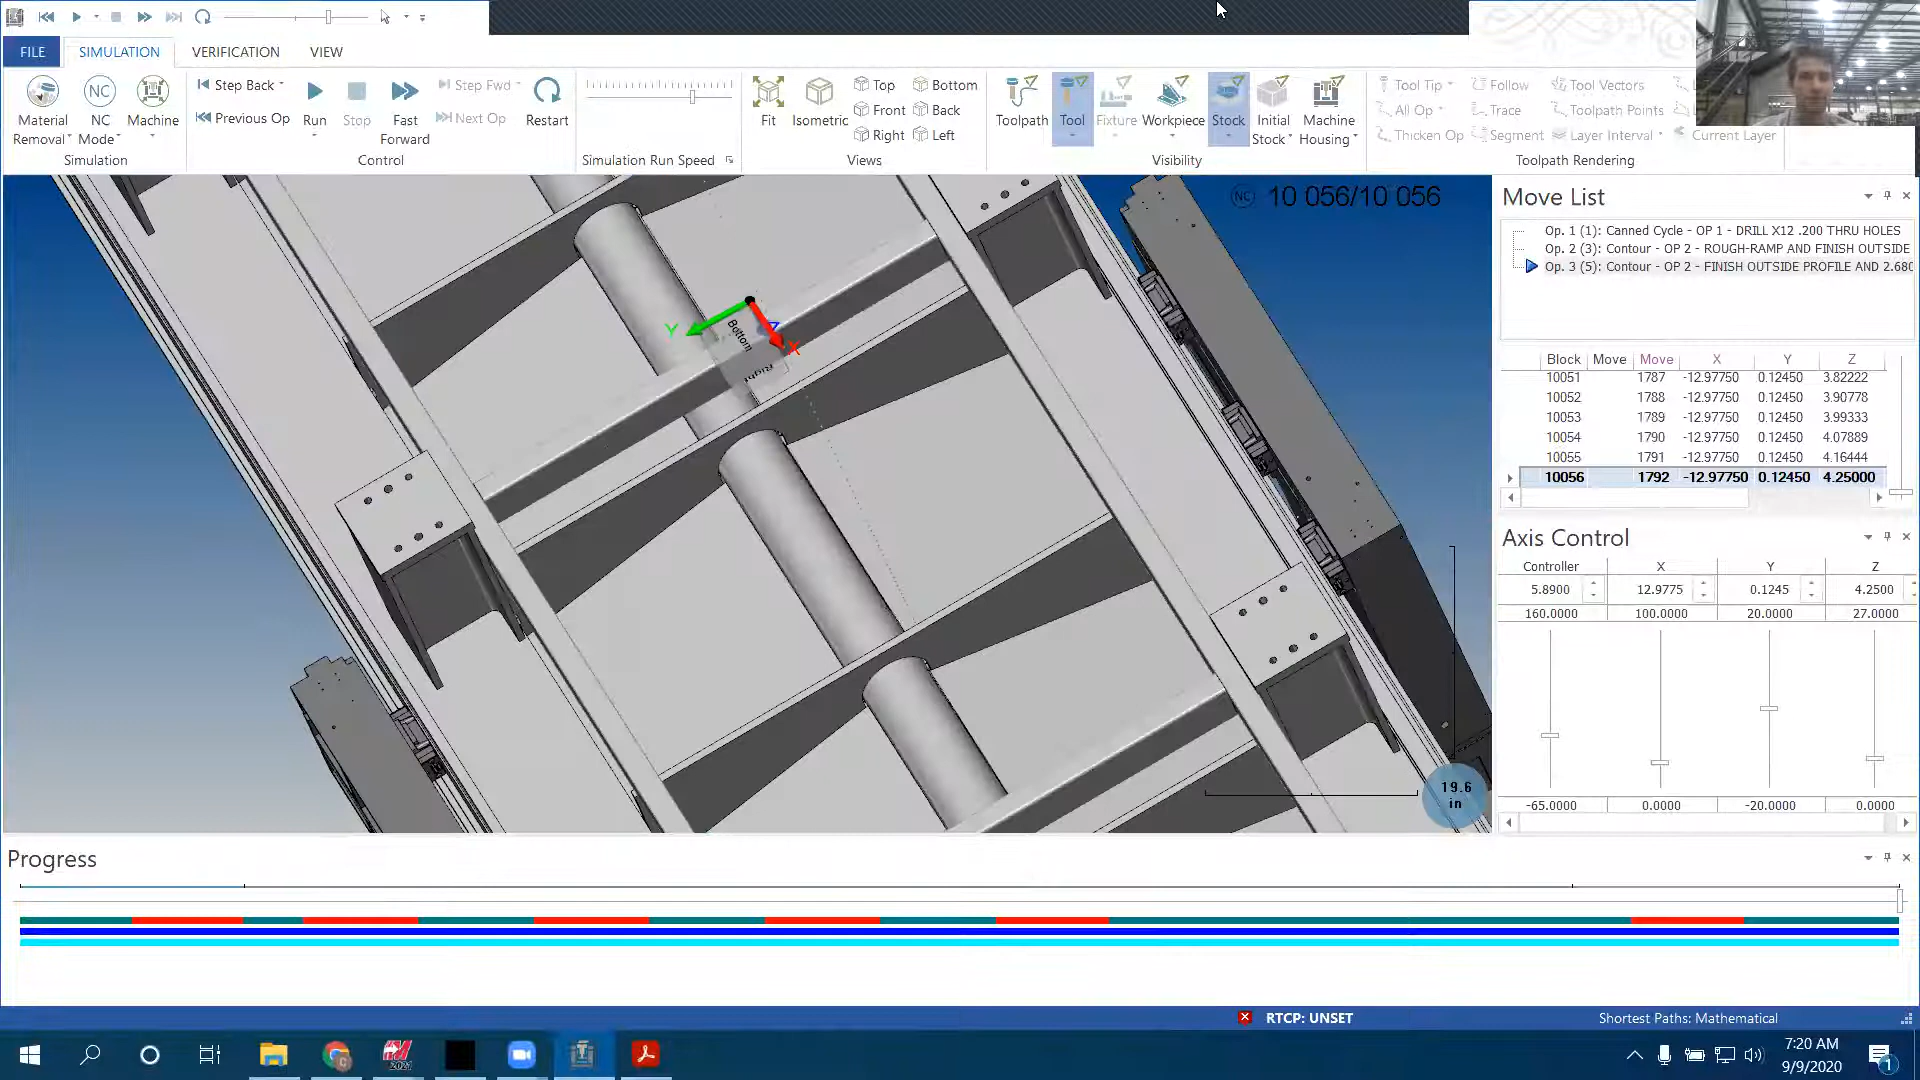 FILE SIMULATION VERIFICATION VIEW
Material Removal NC Mode Machine
Simulation
Step Back Previous Op Run Stop Fast Forward Step Fwd Next Op Restart
Control
Simulation Run Speed
Fit Isometric Top Front Right Bottom Back Left
Views
Toolpath Tool Fixture Workpiece Stock Initial Stock Machine Housing
Visibility
Tool Tip Follow Tool Vectors
All Op Trace Toolpath Points
Thicken Op Segment Layer Interval Current Layer
Toolpath Rendering
NC 10 056/10 056
Y Bottom Right Z X
19.6 in
Move List
Op. 1 (1): Canned Cycle - OP 1 - DRILL X12 .200 THRU HOLES
Op. 2 (3): Contour - OP 2 - ROUGH-RAMP AND FINISH OUTSIDE
Op. 3 (5): Contour - OP 2 - FINISH OUTSIDE PROFILE AND 2.680
Block Move Move X Y Z
10051 1787 -12.97750 0.12450 3.82222
10052 1788 -12.97750 0.12450 3.90778
10053 1789 -12.97750 0.12450 3.99333
10054 1790 -12.97750 0.12450 4.07889
10055 1791 -12.97750 0.12450 4.16444
10056 1792 -12.97750 0.12450 4.25000
Axis Control
Controller X Y Z
5.8900 12.9775 0.1245 4.2500
160.0000 100.0000 20.0000 27.0000
-65.0000 0.0000 -20.0000 0.0000
Progress
RTCP: UNSET Shortest Paths: Mathematical
2021
7:20 AM
9/9/2020
1